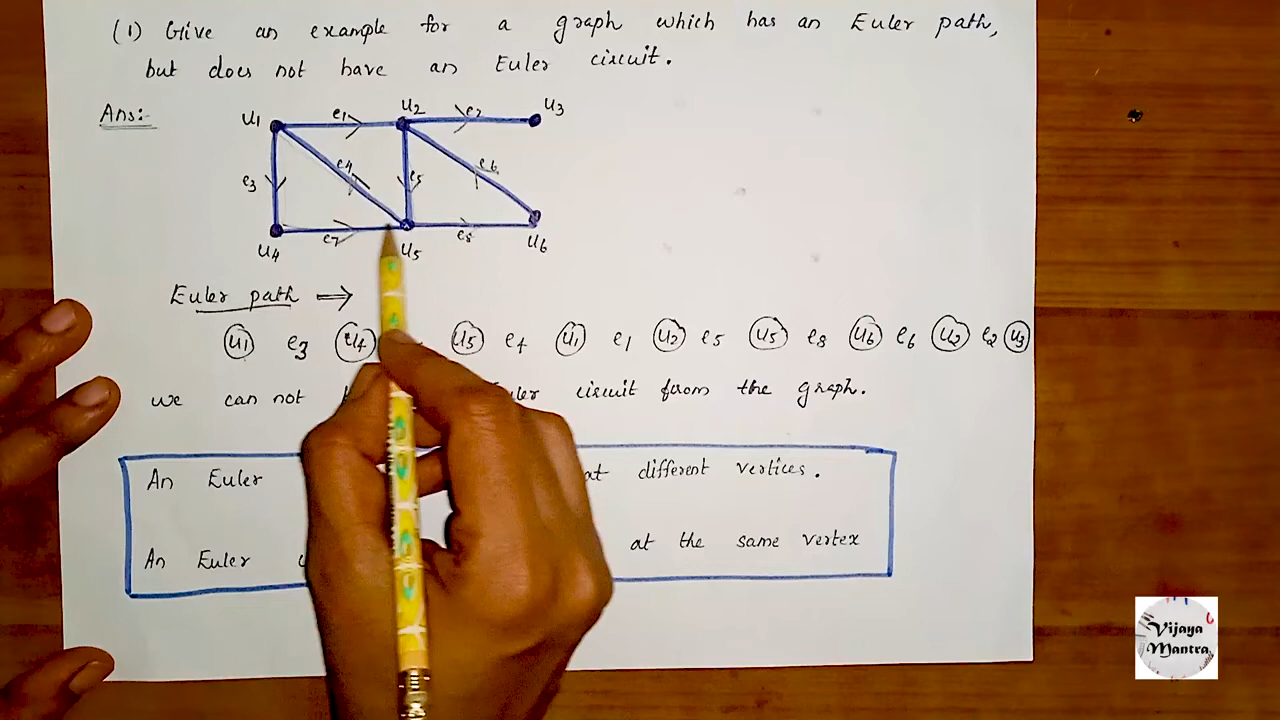 (1) Give an example for a graph which has an Euler path,
but does not have an Euler circuit.
Ans:-
u1 e1 u2 e2 u3
e3 e4 e5 e6
u4 e7 u5 e8 u6
Euler path ⇒
u1 e3 u4 u5 e4 u1 e1 u2 e5 u5 e8 u6 e6 u2 e2 u3
we can not Euler circuit from the graph.
An Euler at different vertices.
An Euler at the same vertex
Vijaya
Mantra